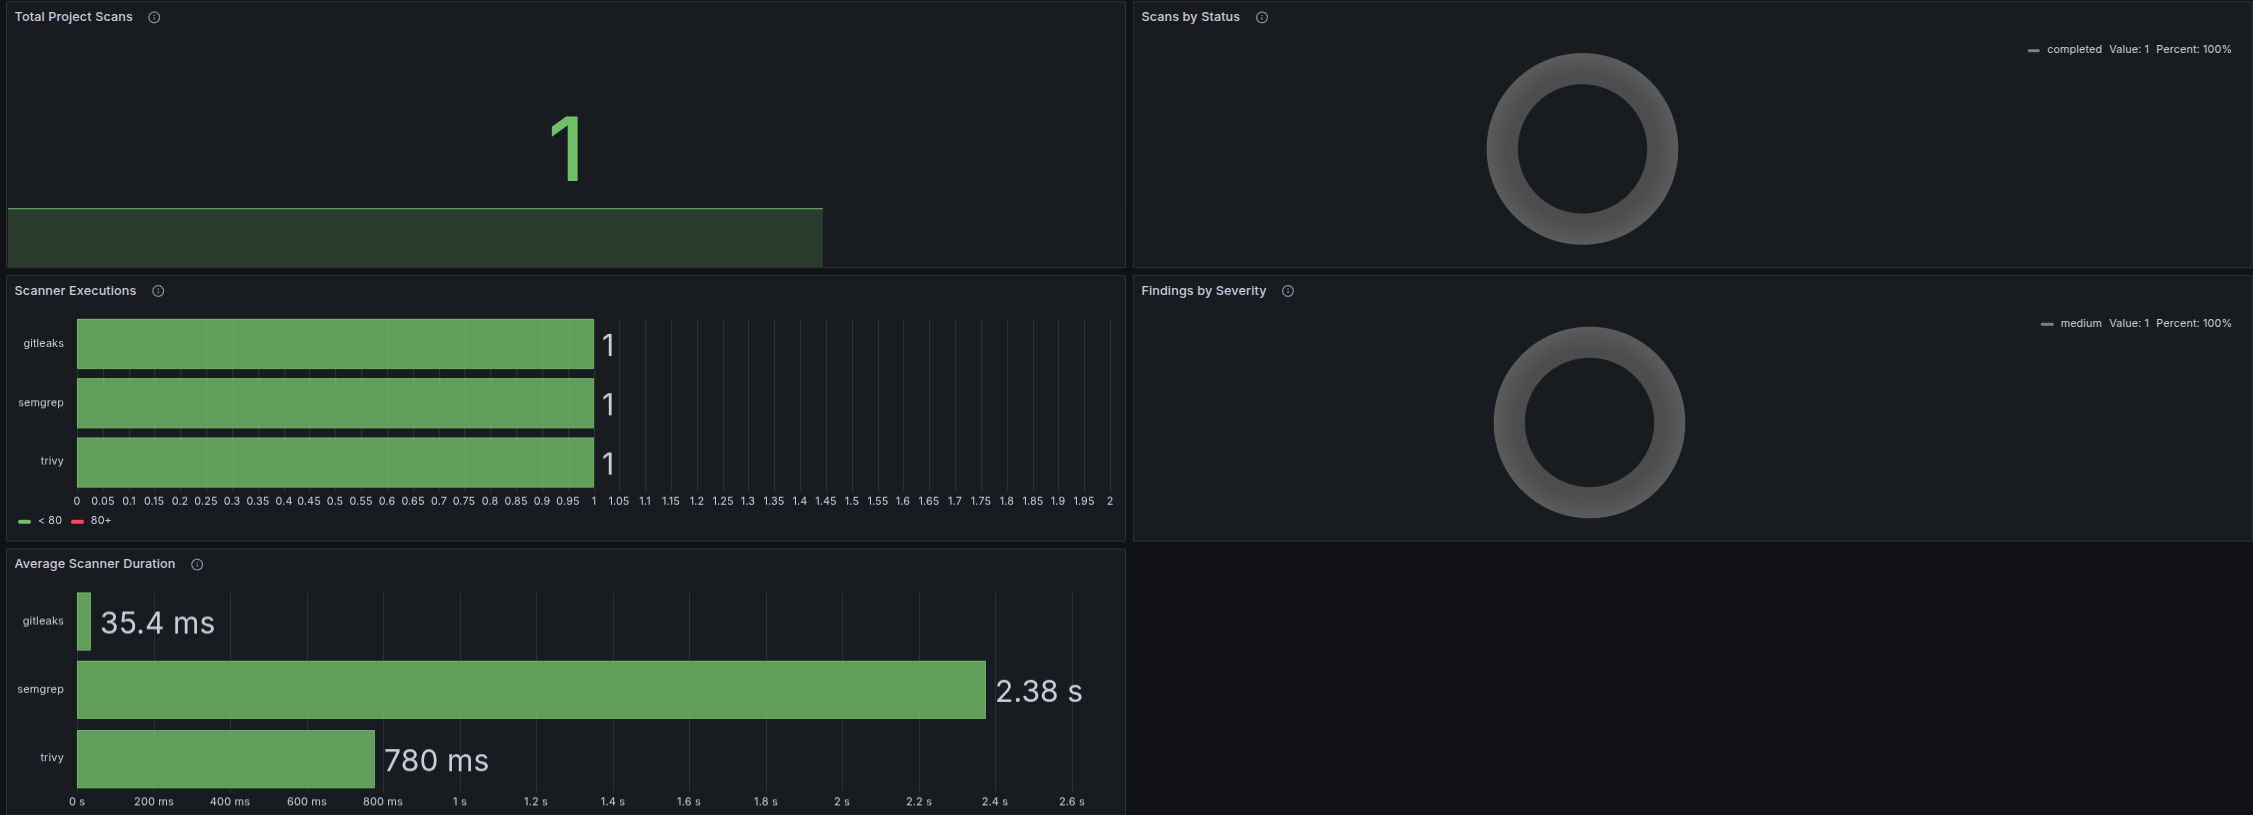 Total Project Scans
1
Scans by Status
completed Value: 1 Percent: 100%
Scanner Executions
gitleaks 1
semgrep 1
trivy 1
0 0.05 0.1 0.15 0.2 0.25 0.3 0.35 0.4 0.45 0.5 0.55 0.6 0.65 0.7 0.75 0.8 0.85 0.9 0.95 1 1.05 1.1 1.15 1.2 1.25 1.3 1.35 1.4 1.45 1.5 1.55 1.6 1.65 1.7 1.75 1.8 1.85 1.9 1.95 2
< 80 80+
Findings by Severity
medium Value: 1 Percent: 100%
Average Scanner Duration
gitleaks 35.4 ms
semgrep 2.38 s
trivy 780 ms
0 s 200 ms 400 ms 600 ms 800 ms 1 s 1.2 s 1.4 s 1.6 s 1.8 s 2 s 2.2 s 2.4 s 2.6 s